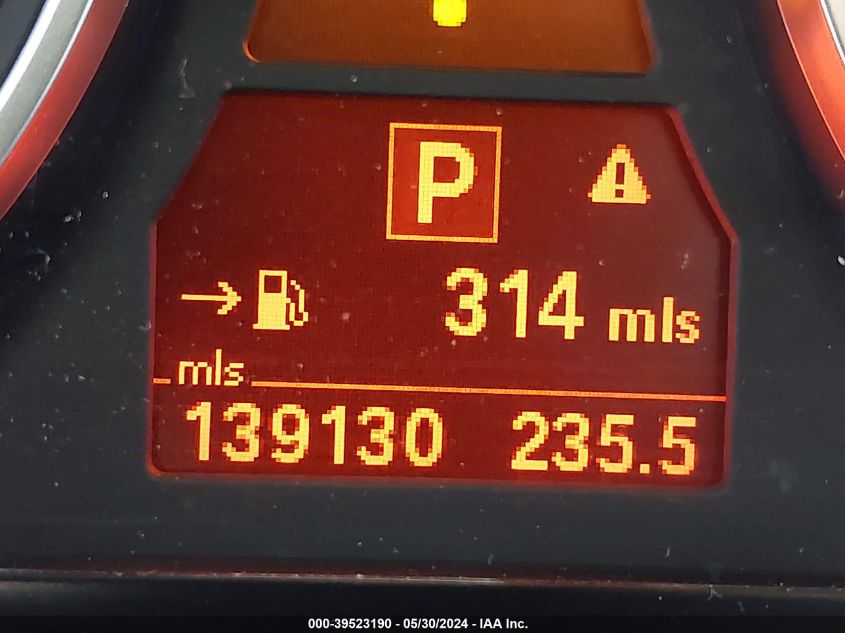 P
314 mls
mls
139130 235.5
000-39523190 - 05/30/2024 - IAA Inc.